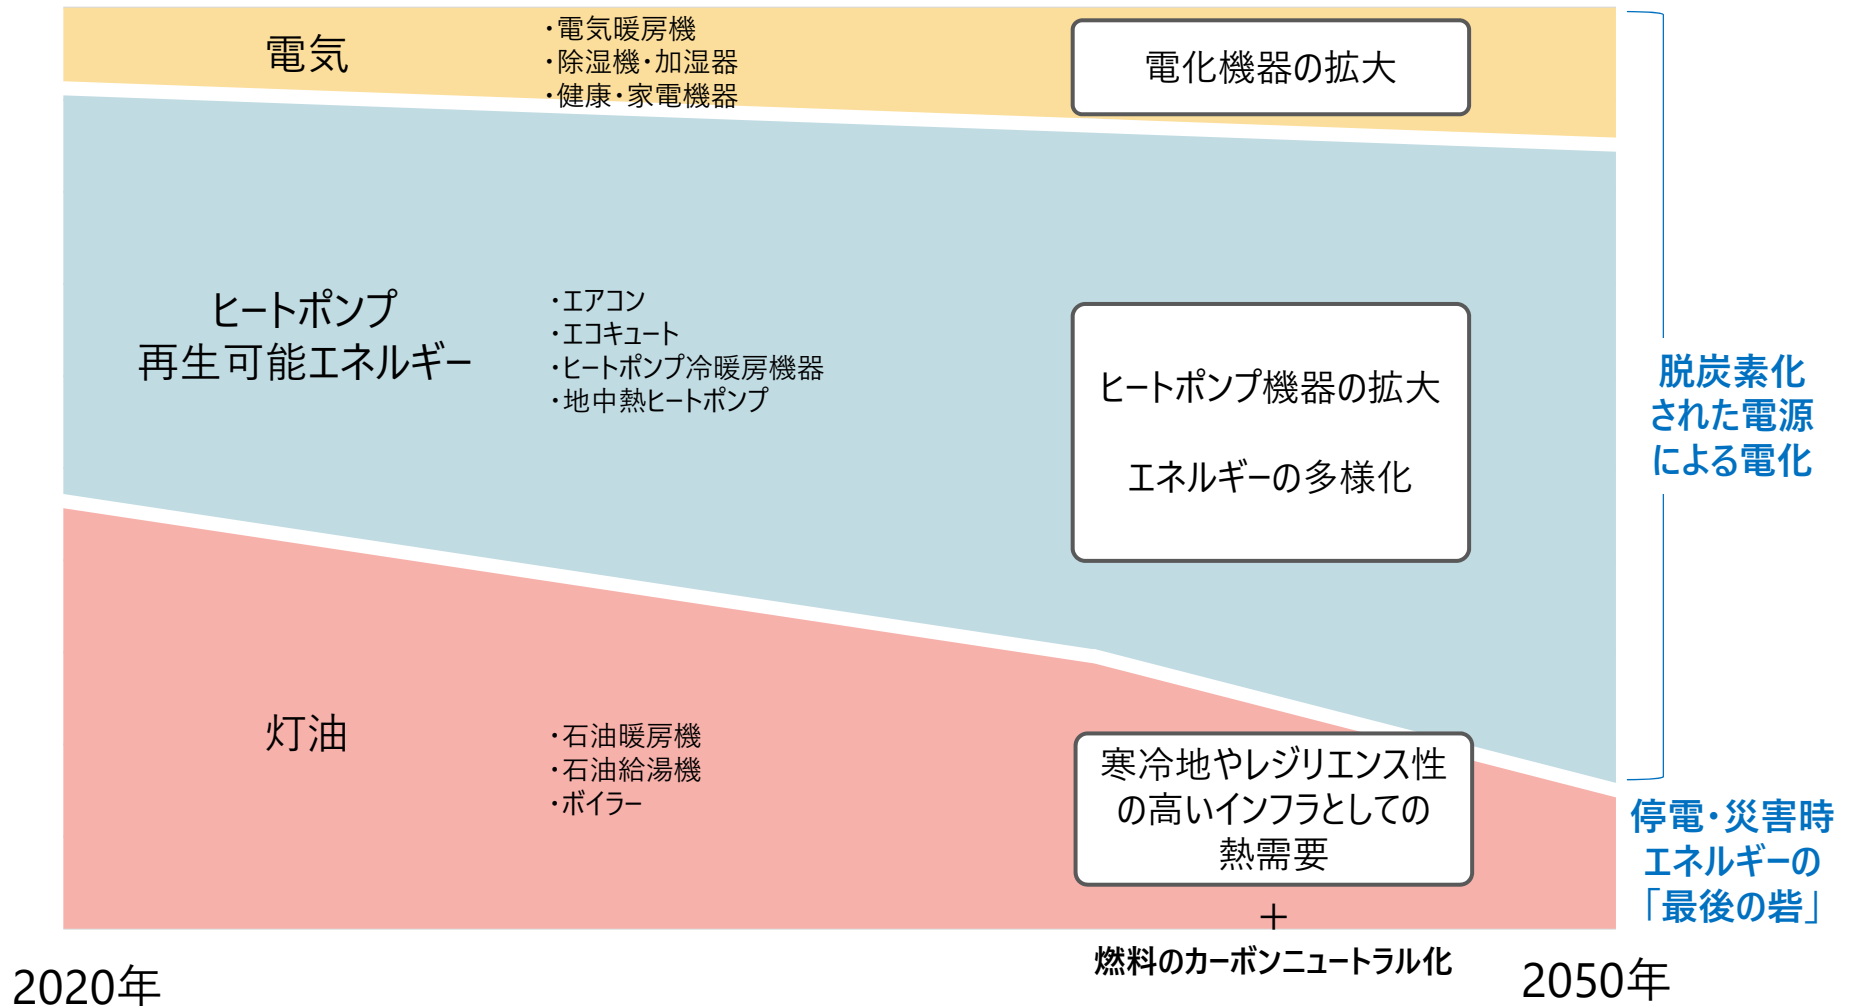 電気
・電気暖房機
・除湿機・加湿器
・健康・家電機器
電化機器の拡大
ヒートポンプ
再生可能エネルギー
・エアコン
・エコキュート
・ヒートポンプ冷暖房機器
・地中熱ヒートポンプ
ヒートポンプ機器の拡大
エネルギーの多様化
脱炭素化
された電源
による電化
灯油
・石油暖房機
・石油給湯機
・ボイラー
寒冷地やレジリエンス性
の高いインフラとしての
熱需要
＋
燃料のカーボンニュートラル化
停電・災害時
エネルギーの
「最後の砦」
2020年
2050年